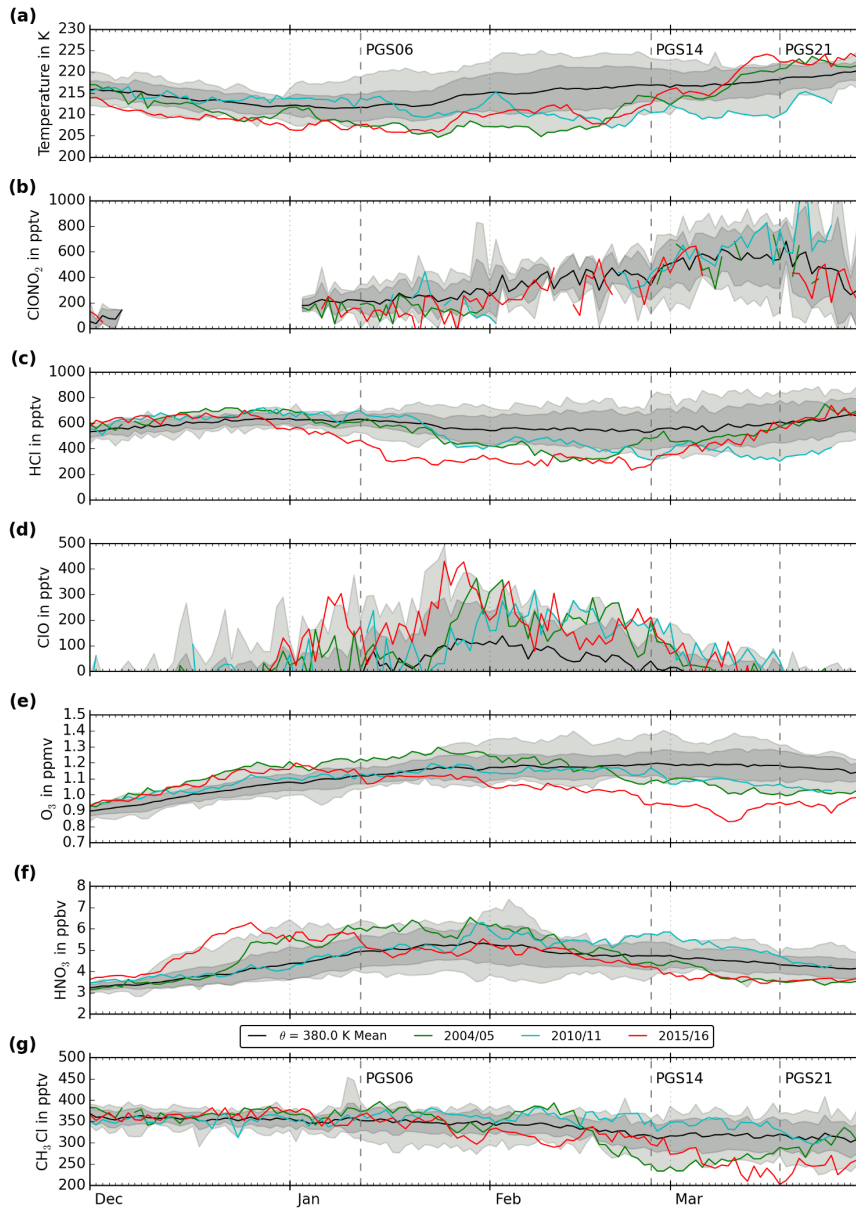 (a)
230
225
220
215
210
205
200
Temperature in K
PGS06
PGS14
PGS21
(b)
1000
800
600
400
200
0
ClONO₂ in pptv
(c)
1000
800
600
400
200
0
HCl in pptv
(d)
500
400
300
200
100
0
ClO in pptv
(e)
1.5
1.4
1.3
1.2
1.1
1.0
0.9
0.8
0.7
O₃ in ppmv
(f)
8
7
6
5
4
3
2
HNO₃ in ppbv
θ = 380.0 K Mean
2004/05
2010/11
2015/16
(g)
500
450
400
350
300
250
200
CH₃Cl in pptv
PGS06
PGS14
PGS21
Dec
Jan
Feb
Mar